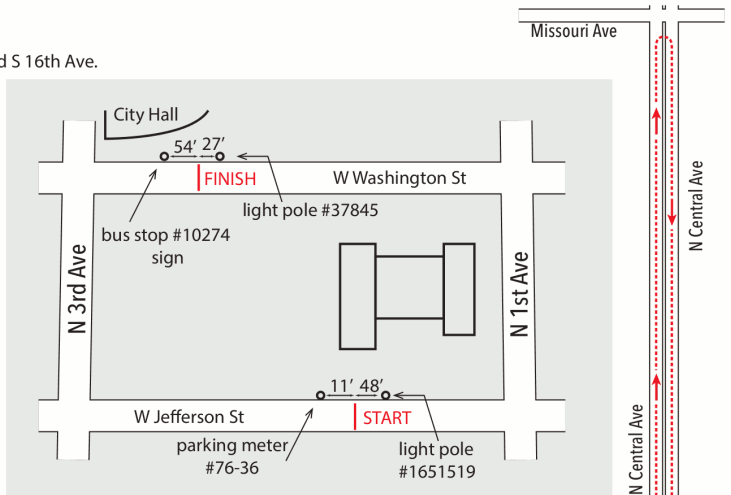 Missouri Ave
d S 16th Ave.
City Hall
54’ 27’
FINISH
W Washington St
light pole #37845
bus stop #10274
sign
N 3rd Ave
N 1st Ave
N Central Ave
11’ 48’
W Jefferson St
START
parking meter
#76-36
light pole
#1651519
N Central Ave